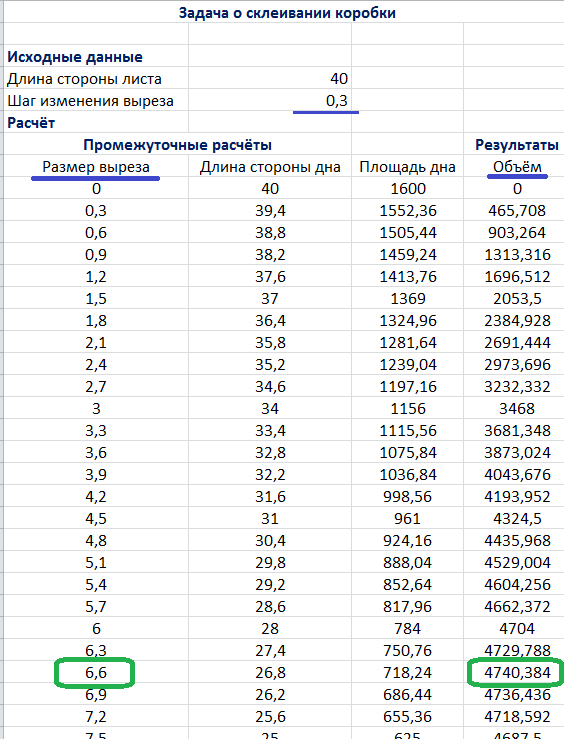 Задача о склеивании коробки
Исходные данные
Длина стороны листа 40
Шаг изменения выреза 0,3
Расчёт
Промежуточные расчёты Результаты
Размер выреза Длина стороны дна Площадь дна Объём
0 40 1600 0
0,3 39,4 1552,36 465,708
0,6 38,8 1505,44 903,264
0,9 38,2 1459,24 1313,316
1,2 37,6 1413,76 1696,512
1,5 37 1369 2053,5
1,8 36,4 1324,96 2384,928
2,1 35,8 1281,64 2691,444
2,4 35,2 1239,04 2973,696
2,7 34,6 1197,16 3232,332
3 34 1156 3468
3,3 33,4 1115,56 3681,348
3,6 32,8 1075,84 3873,024
3,9 32,2 1036,84 4043,676
4,2 31,6 998,56 4193,952
4,5 31 961 4324,5
4,8 30,4 924,16 4435,968
5,1 29,8 888,04 4529,004
5,4 29,2 852,64 4604,256
5,7 28,6 817,96 4662,372
6 28 784 4704
6,3 27,4 750,76 4729,788
6,6 26,8 718,24 4740,384
6,9 26,2 686,44 4736,436
7,2 25,6 655,36 4718,592
7,5 25 625 4687,5